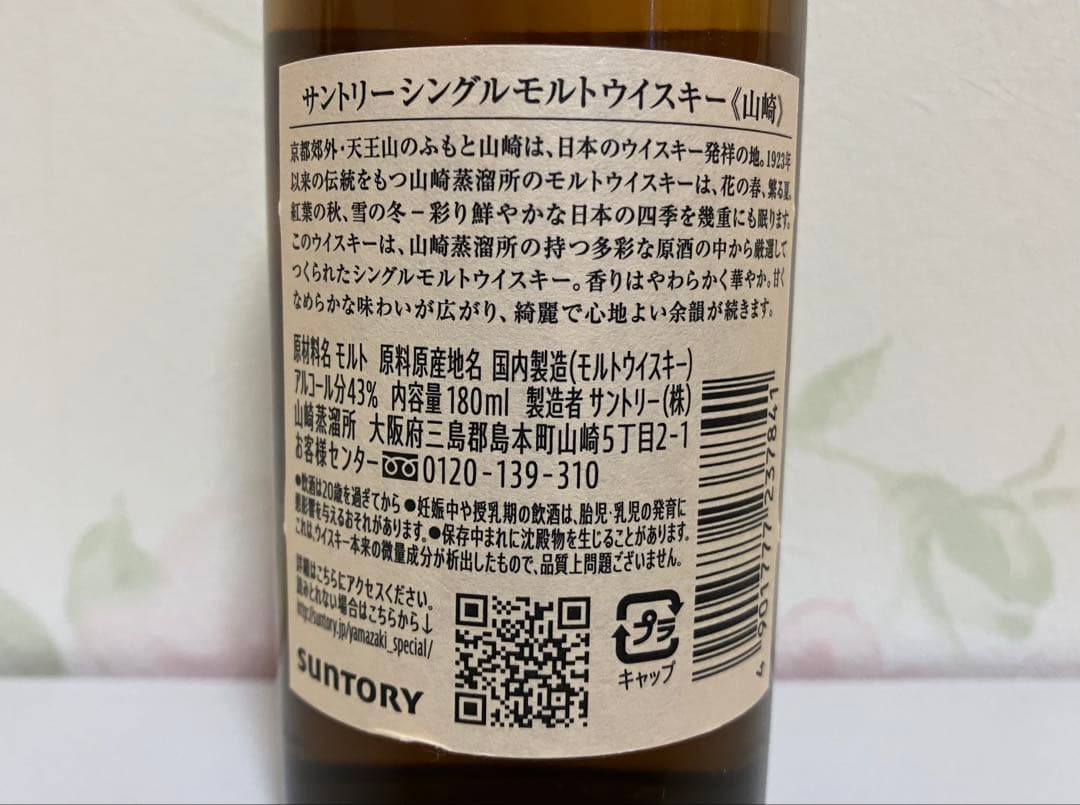 サントリーシングルモルトウイスキー《山崎》
京都郊外・天王山のふもと山崎は、日本のウイスキー発祥の地。1923年
以来の伝統をもつ山崎蒸溜所のモルトウイスキーは、花の春、繁る夏、
紅葉の秋、雪の冬－彩り鮮やかな日本の四季を幾重にも眠ります。
このウイスキーは、山崎蒸溜所の持つ多彩な原酒の中から厳選して
つくられたシングルモルトウイスキー。香りはやわらかく華やか。甘く
なめらかな味わいが広がり、綺麗で心地よい余韻が続きます。
原材料名 モルト 原料原産地名 国内製造(モルトウイスキー)
アルコール分43% 内容量180ml 製造者 サントリー(株)
山崎蒸溜所 大阪府三島郡島本町山崎5丁目2-1
お客様センター 0120-139-310
●飲酒は20歳を過ぎてから ●妊娠中や授乳期の飲酒は、胎児・乳児の発育に
悪影響を与えるおそれがあります。●保存中まれに沈殿物を生じることがあります。
これは、ウイスキー本来の微量成分が析出したもので、品質上問題ございません。
詳細はこちらにアクセスください。
読みとれない場合はこちらから↓
http://suntory.jp/yamazaki_special/
SUNTORY
プラ
キャップ
4 901777 237841